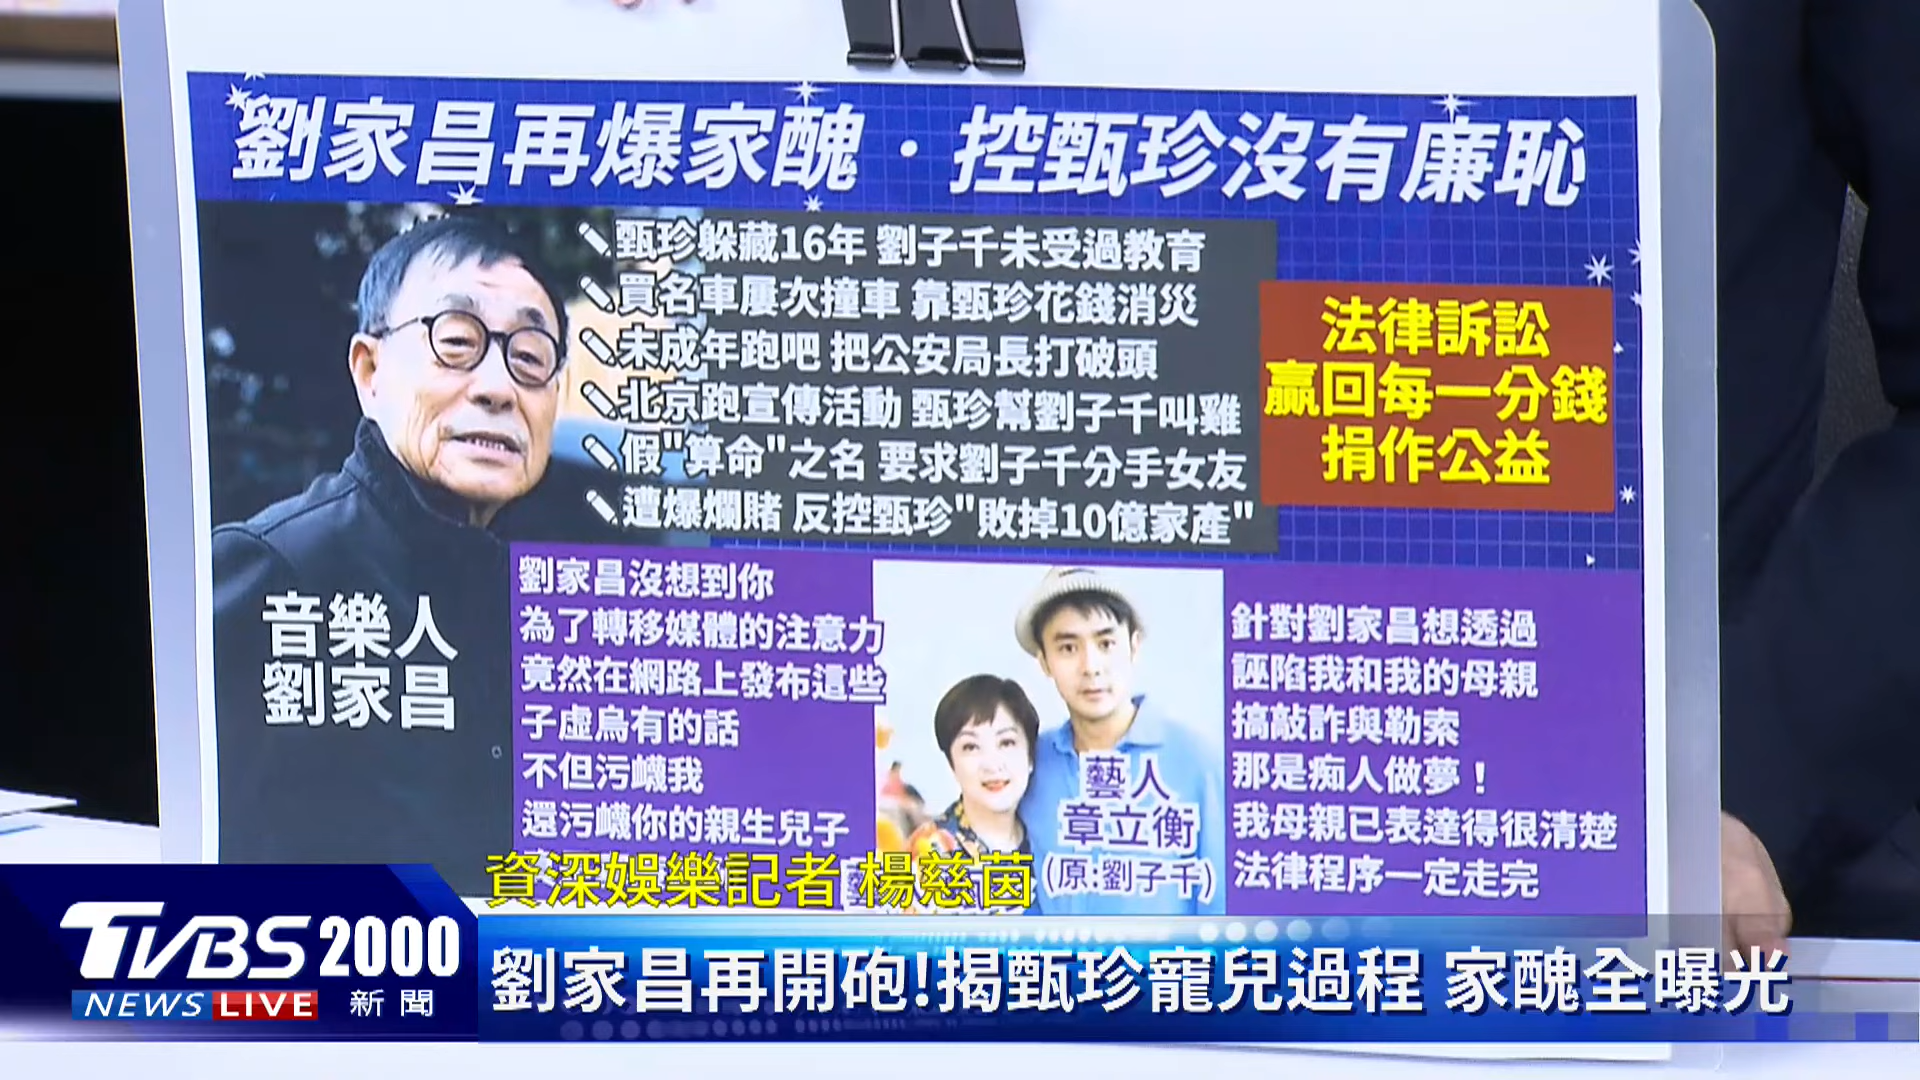 劉家昌再爆家醜・控甄珍沒有廉恥
甄珍躲藏16年 劉子千未受過教育
買名車屢次撞車 靠甄珍花錢消災
未成年跑吧 把公安局長打破頭
北京跑宣傳活動 甄珍幫劉子千叫雞
假"算命"之名 要求劉子千分手女友
遭爆爛賭 反控甄珍"敗掉10億家產"
法律訴訟
贏回每一分錢
捐作公益
音樂人
劉家昌
劉家昌沒想到你
為了轉移媒體的注意力
竟然在網路上發布這些
子虛烏有的話
不但污衊我
還污衊你的親生兒子
藝人
章立衡
(原:劉子千)
針對劉家昌想透過
誣陷我和我的母親
搞敲詐與勒索
那是痴人做夢！
我母親已表達得很清楚
法律程序一定走完
資深娛樂記者 楊慈茵
TVBS 2000
NEWS LIVE 新聞
劉家昌再開砲!揭甄珍寵兒過程 家醜全曝光